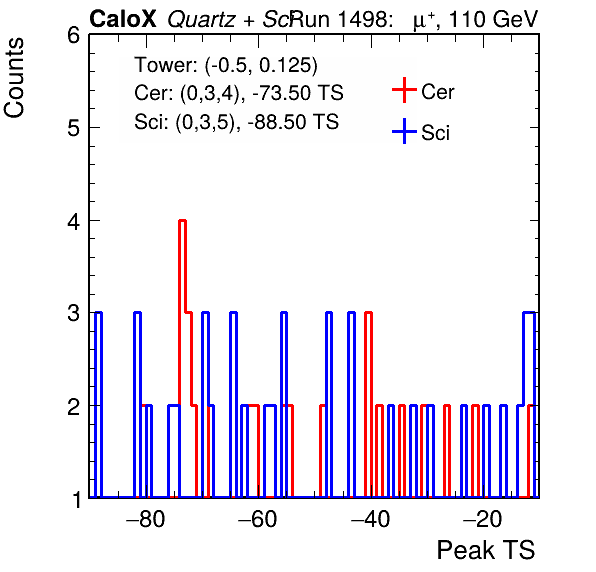 CaloX Quartz + Sci Run 1498: μ⁺, 110 GeV
Counts
Tower: (-0.5, 0.125)
Cer: (0,3,4), -73.50 TS
Sci: (0,3,5), -88.50 TS
Cer
Sci
6
5
4
3
2
1
−80 −60 −40 −20
Peak TS